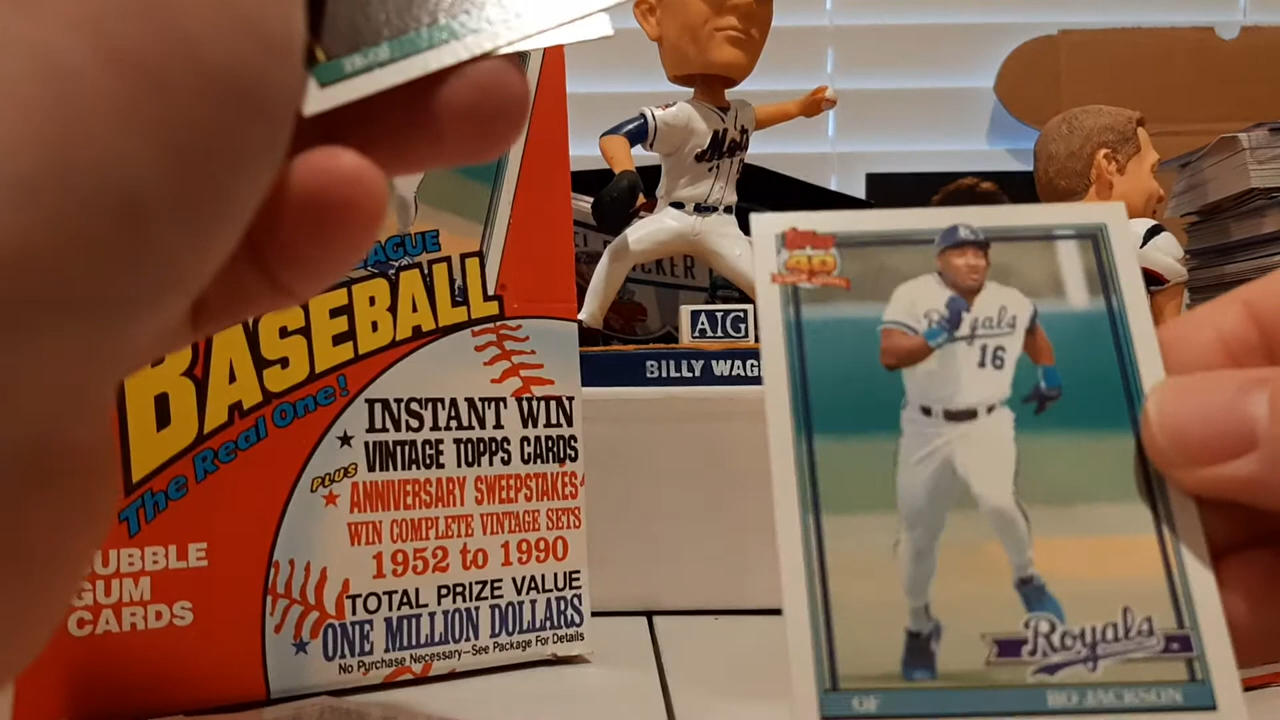 LEAGUE
BASEBALL
The Real One!
BUBBLE
GUM
CARDS
INSTANT WIN
VINTAGE TOPPS CARDS
PLUS
ANNIVERSARY SWEEPSTAKES
WIN COMPLETE VINTAGE SETS
1952 to 1990
TOTAL PRIZE VALUE
ONE MILLION DOLLARS
No Purchase Necessary—See Package For Details
Mets
AIG
BILLY WAG
Topps
40
Royals
16
Royals
OF BO JACKSON